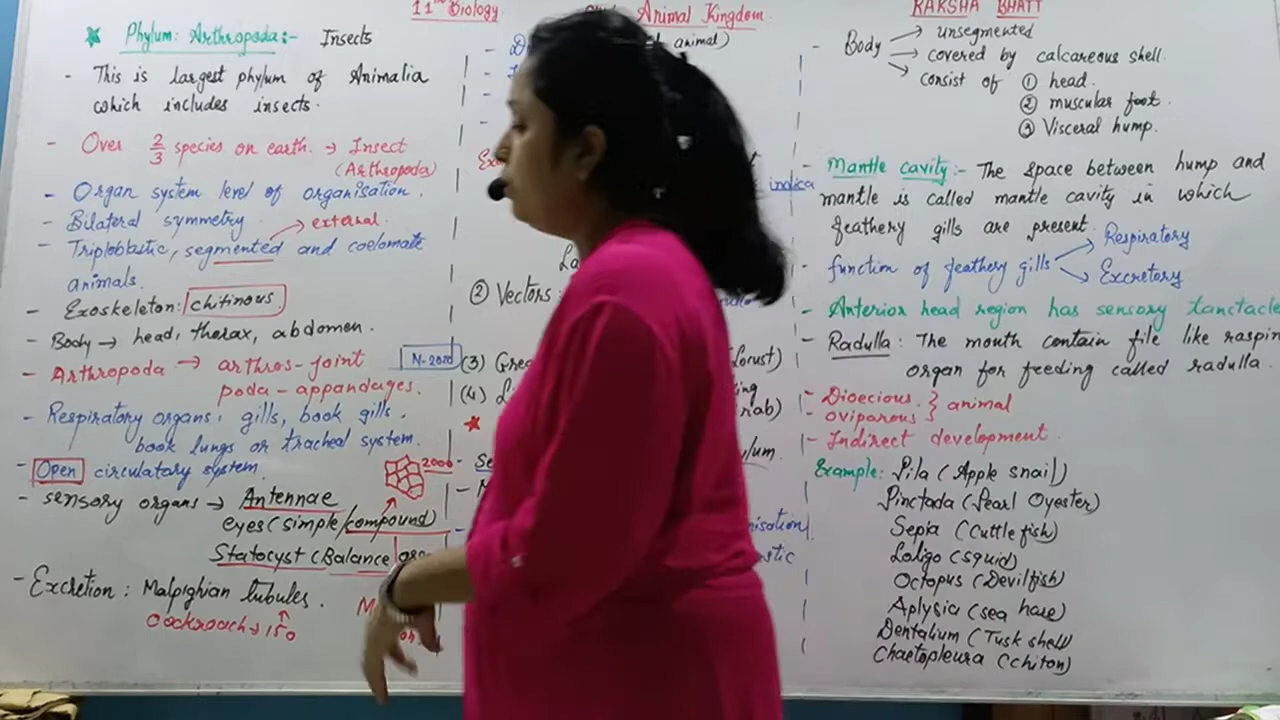 11th Biology
Animal Kingdom
RAKSHA BHATT
Phylum: Arthropoda:- Insects
- This is largest phylum of Animalia
which includes insects.
- Over 2/3 species on earth. → Insect
(Arthropoda)
- Organ system level of organisation.
- Bilateral symmetry
→ external.
- Triploblastic, segmented and coelomate
animals.
- Exoskeleton: chitinous
- Body → head, thorax, abdomen.
- Arthropoda → arthros-joint
poda - appandages.
- Respiratory organs: gills, book gills.
book lungs or tracheal system.
- Open circulatory system
2000
- sensory organs → Antennae
eyes (simple/compound)
Statocyst (Balance
- Excretion: Malpighian tubules.
Cockroach → 150
animal)
indica
② Vectors
N-2020
(3)
Locust)
(4)
- Body → unsegmented
→ covered by calcareous shell.
→ consist of ① head.
② muscular foot.
③ Visceral hump.
- Mantle cavity:- The space between hump and
mantle is called mantle cavity in which
feathery gills are present.
- function of feathery gills → Respiratory
→ Excretory
- Anterior head region has sensory
- Radulla: The mouth contain file like
organ for feeding called radulla.
- Dioecious.
- oviparous. } animal
- Indirect development.
Example: Pila (Apple snail)
Pinctada (Pearl Oyester)
Sepia (Cuttle fish)
Loligo (squid)
Octopus (Devilfish)
Aplysia (sea hare)
Dentalium (Tusk shell)
Chaetopleura (chiton)